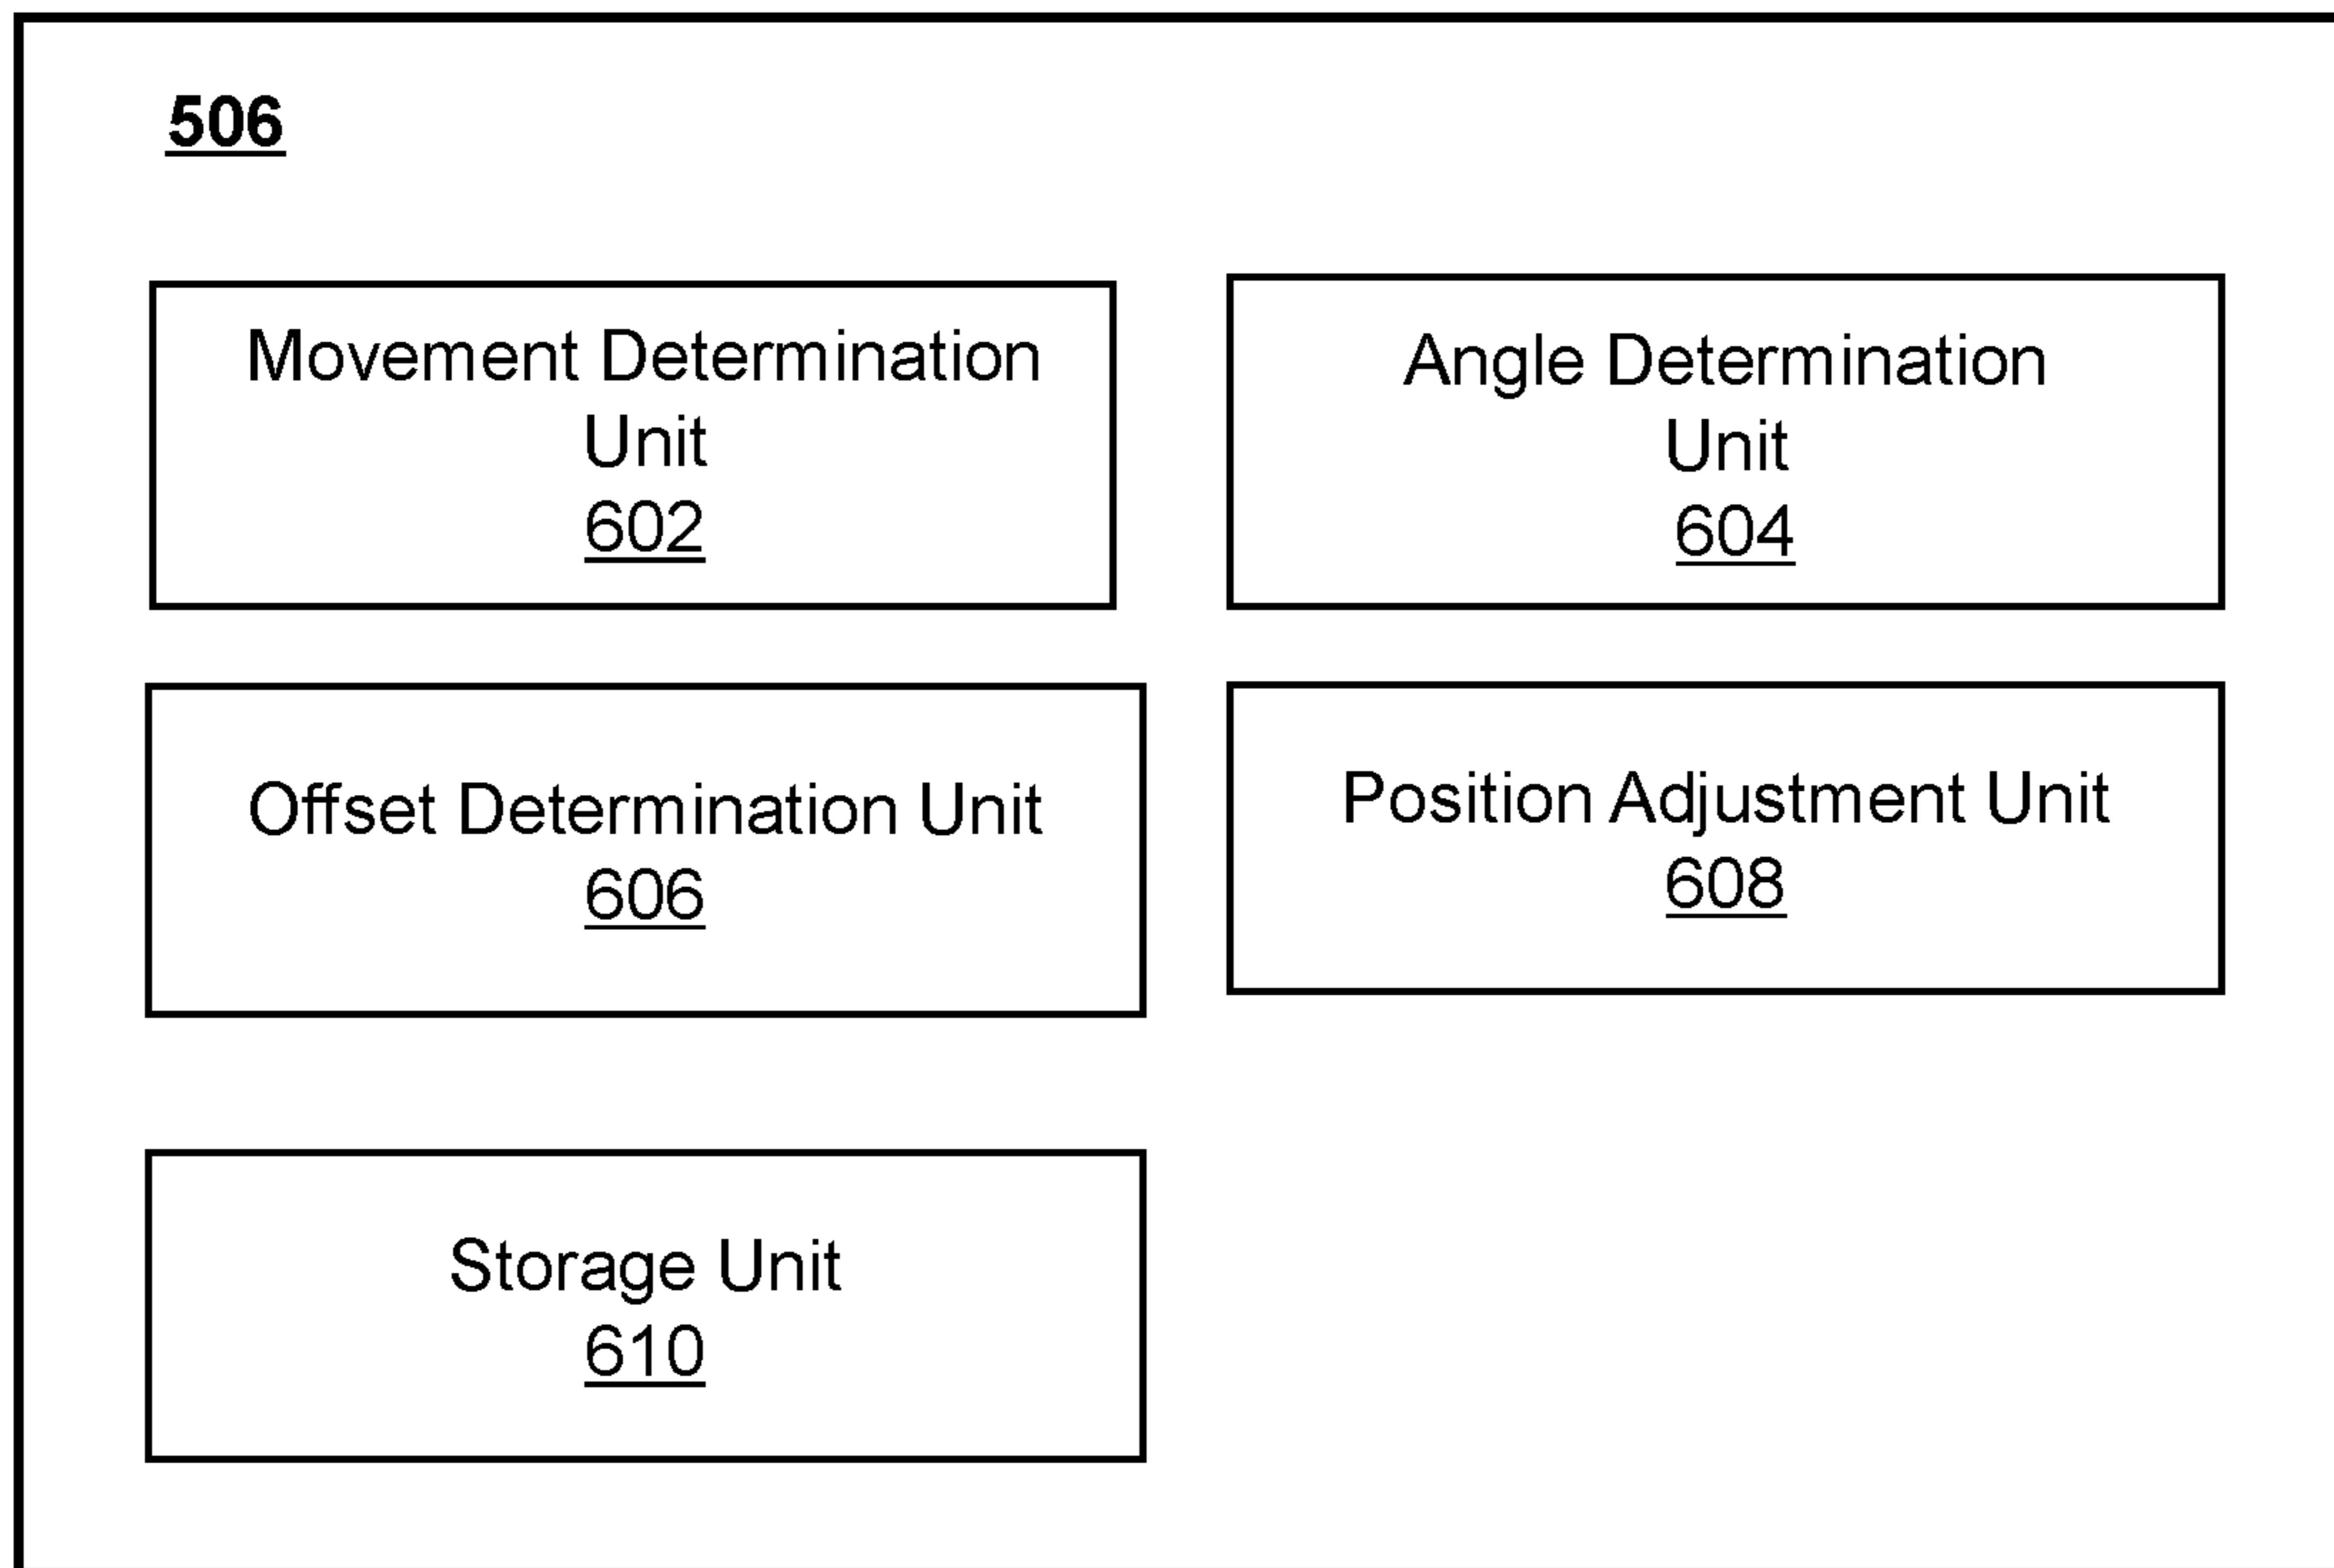 506
Movement Determination
Unit
602
Angle Determination
Unit
604
Offset Determination Unit
606
Position Adjustment Unit
608
Storage Unit
610